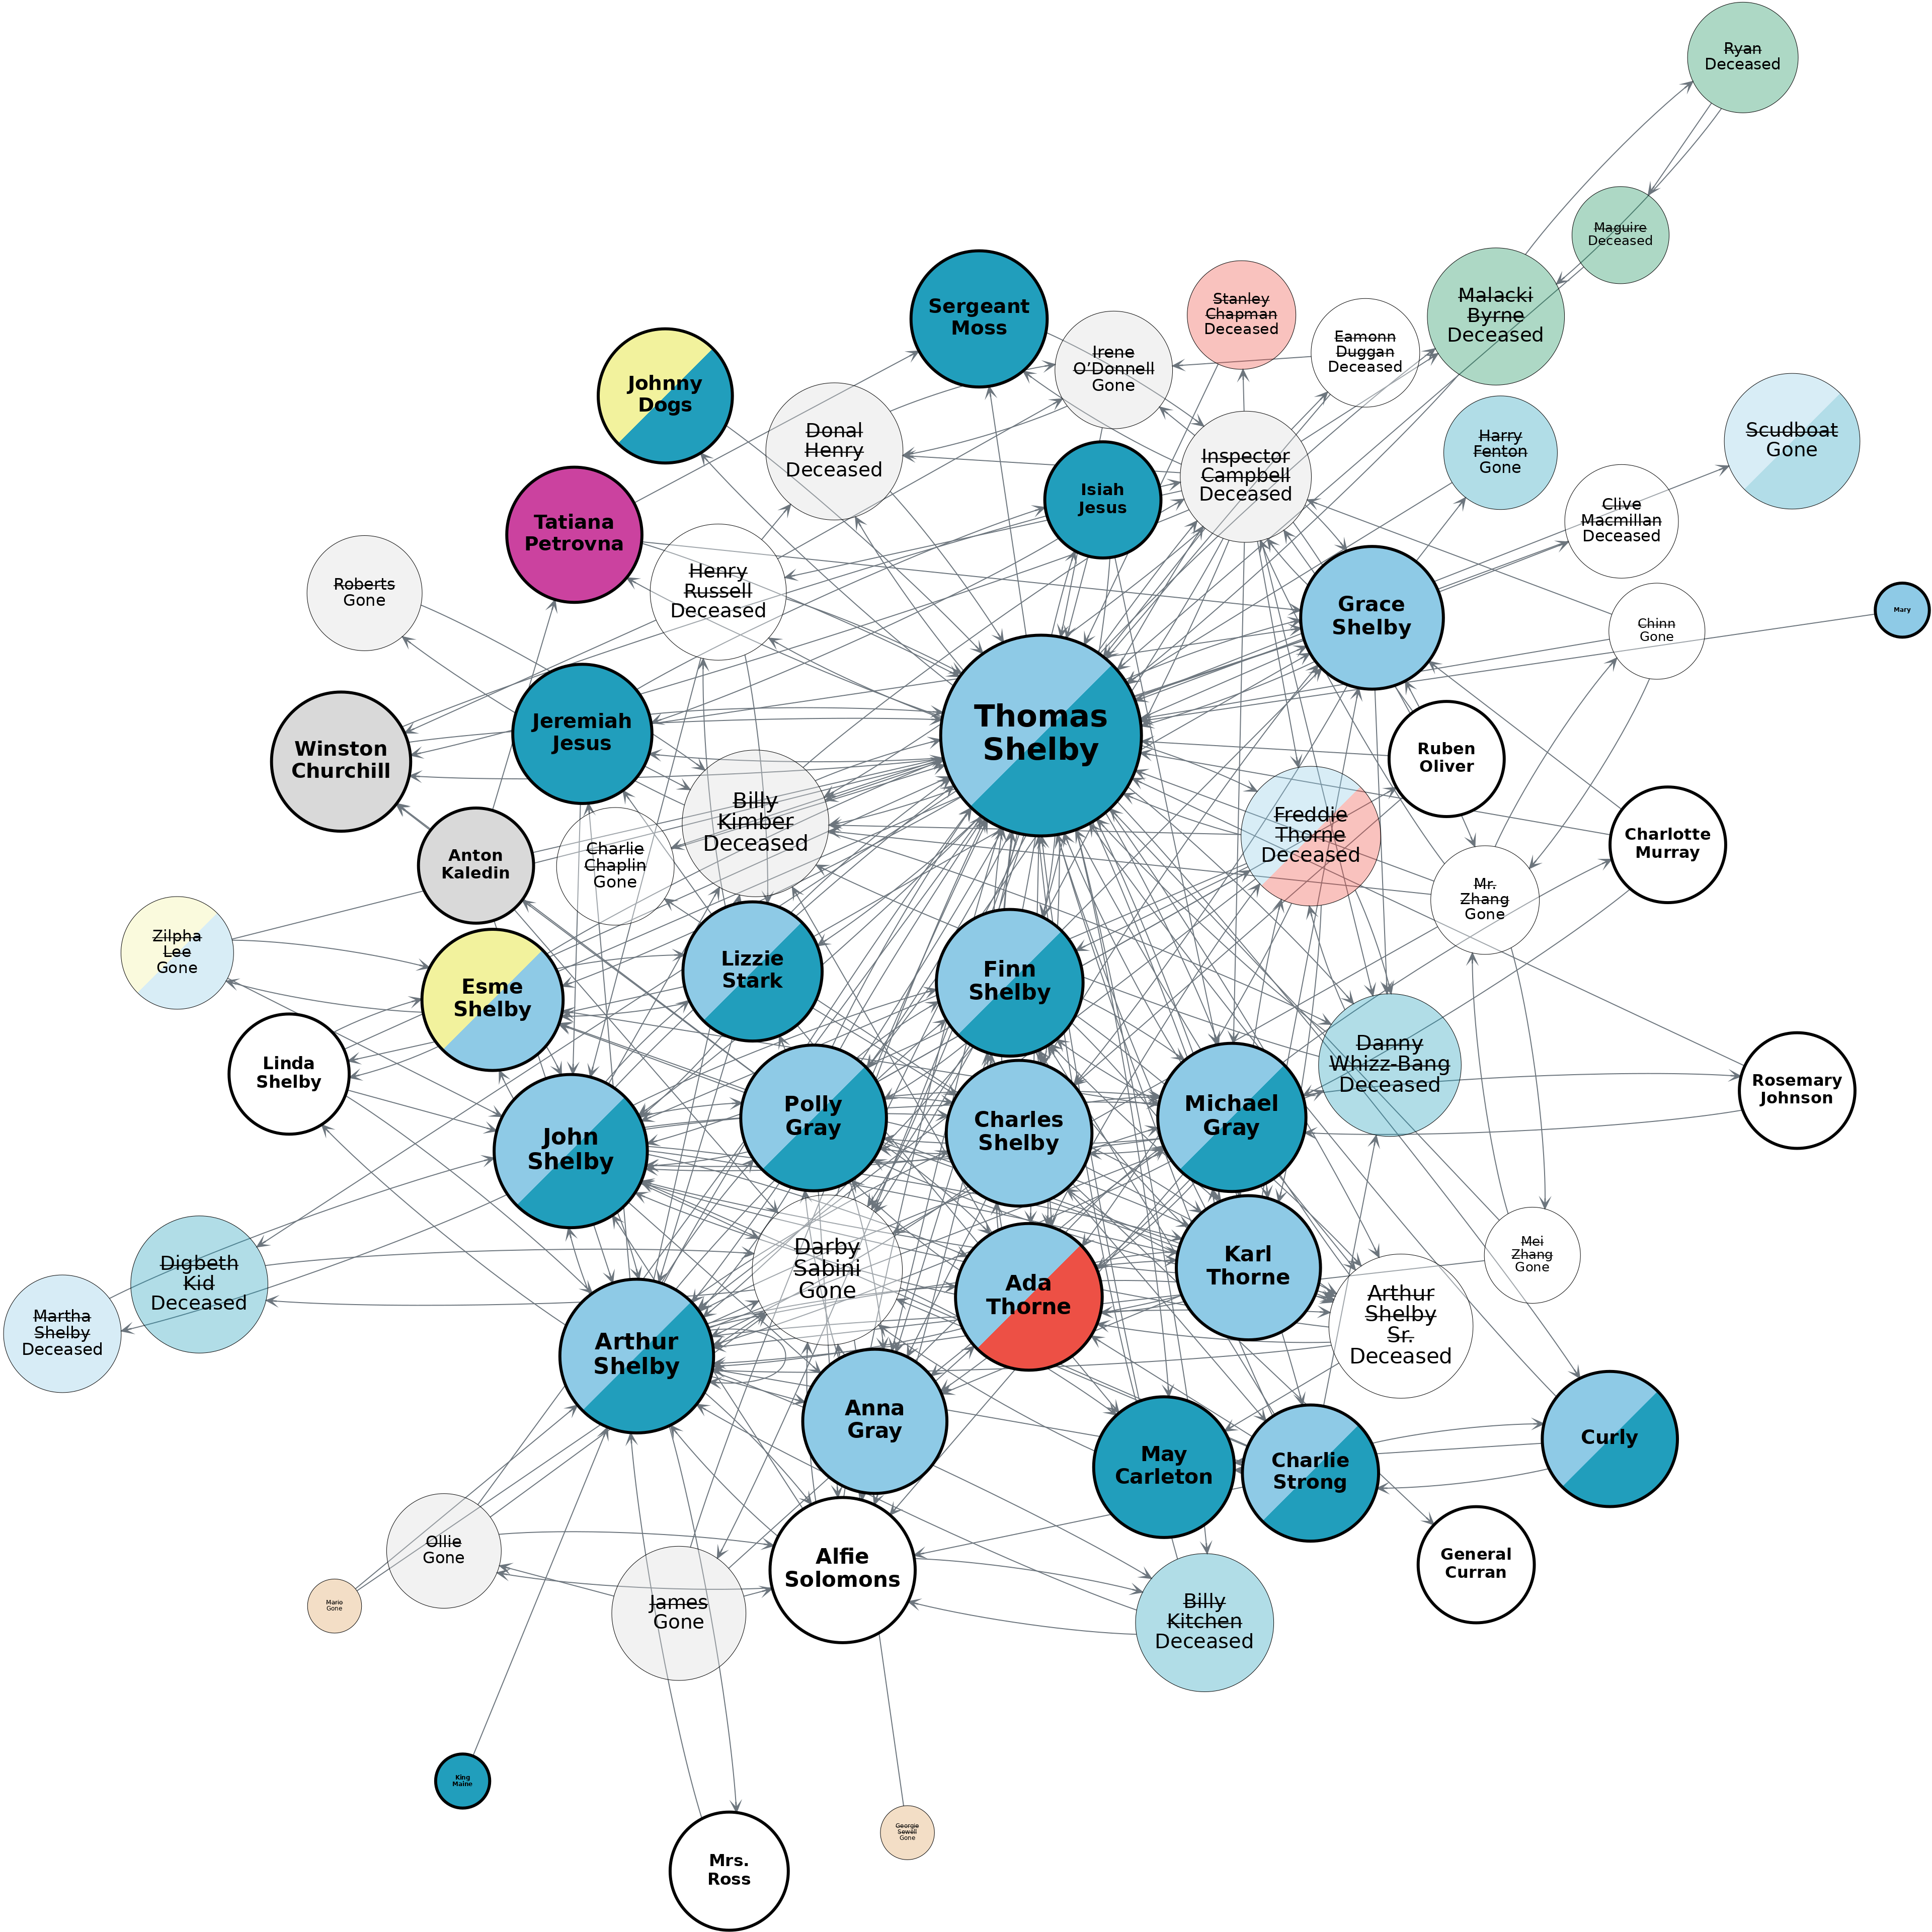 Ryan
Deceased
Maguire
Deceased
Malacki
Byrne
Deceased
Sergeant
Moss
Stanley
Chapman
Deceased
Eamonn
Duggan
Deceased
Irene
O’Donnell
Gone
Johnny
Dogs
Donal
Henry
Deceased
Inspector
Campbell
Deceased
Harry
Fenton
Gone
Scudboat
Gone
Isiah
Jesus
Clive
Macmillan
Deceased
Tatiana
Petrovna
Henry
Russell
Deceased
Roberts
Gone
Grace
Shelby
Chinn
Gone
Mary
Thomas
Shelby
Jeremiah
Jesus
Winston
Churchill
Ruben
Oliver
Billy
Kimber
Deceased
Freddie
Thorne
Deceased
Charlotte
Murray
Anton
Kaledin
Charlie
Chaplin
Gone
Mr.
Zhang
Gone
Zilpha
Lee
Gone
Lizzie
Stark
Finn
Shelby
Esme
Shelby
Linda
Shelby
Danny
Whizz-Bang
Deceased
Rosemary
Johnson
Polly
Gray
Charles
Shelby
Michael
Gray
John
Shelby
Darby
Sabini
Gone
Karl
Thorne
Mei
Zhang
Gone
Digbeth
Kid
Deceased
Ada
Thorne
Arthur
Shelby
Sr.
Deceased
Martha
Shelby
Deceased
Arthur
Shelby
Anna
Gray
May
Carleton
Charlie
Strong
Curly
Ollie
Gone
Alfie
Solomons
General
Curran
Mario
Gone
James
Gone
Billy
Kitchen
Deceased
King
Maine
Georgie
Sewell
Gone
Mrs.
Ross